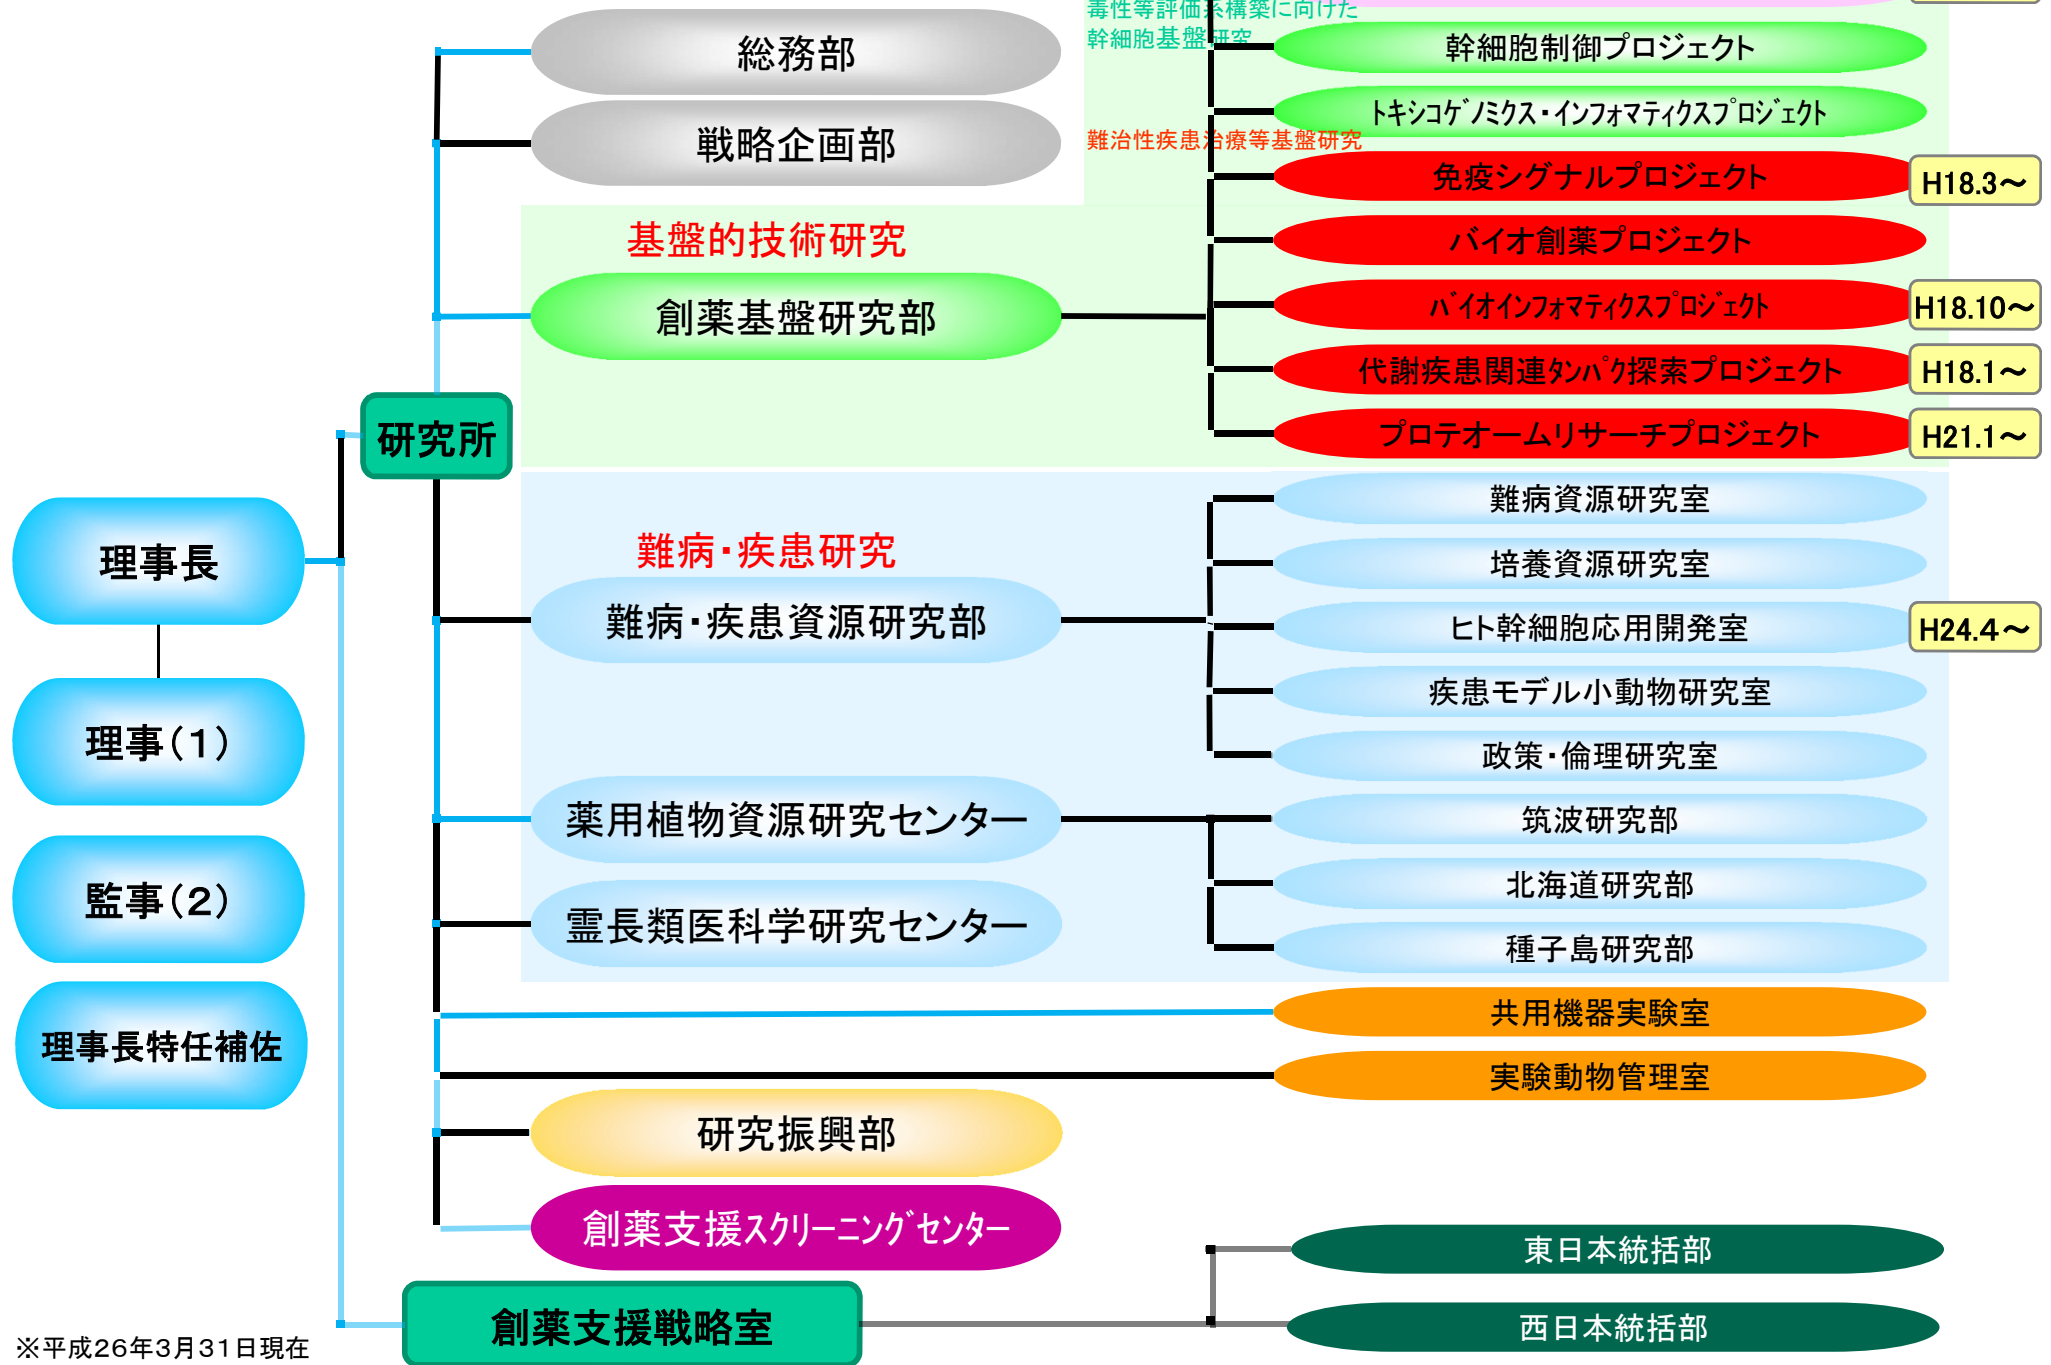 毒性等評価系構築に向けた
幹細胞基盤研究
総務部
幹細胞制御プロジェクト
戦略企画部
ﾄｷｼｺｹﾞﾉﾐｸｽ・ｲﾝﾌｫﾏﾃｨｸｽﾌﾟﾛｼﾞｪｸﾄ
難治性疾患治療等基盤研究
免疫シグナルプロジェクト
H18.3～
基盤的技術研究
バイオ創薬プロジェクト
創薬基盤研究部
ﾊﾞｲｵｲﾝﾌｫﾏﾃｨｸｽﾌﾟﾛｼﾞｪｸﾄ
H18.10～
代謝疾患関連ﾀﾝﾊﾟｸ探索プロジェクト
H18.1～
研究所
プロテオームリサーチプロジェクト
H21.1～
難病資源研究室
理事長
難病・疾患研究
培養資源研究室
難病・疾患資源研究部
ヒト幹細胞応用開発室
H24.4～
疾患モデル小動物研究室
理事（１）
政策・倫理研究室
薬用植物資源研究センター
筑波研究部
監事（２）
北海道研究部
霊長類医科学研究センター
種子島研究部
理事長特任補佐
共用機器実験室
実験動物管理室
研究振興部
創薬支援ｽｸﾘｰﾆﾝｸﾞｾﾝﾀｰ
東日本統括部
創薬支援戦略室
西日本統括部
※平成２６年３月３１日現在